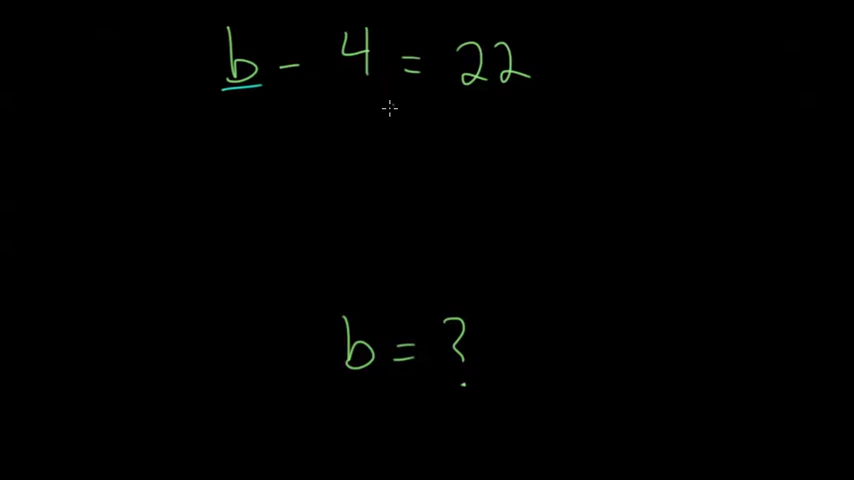 b - 4 = 22
b = ?